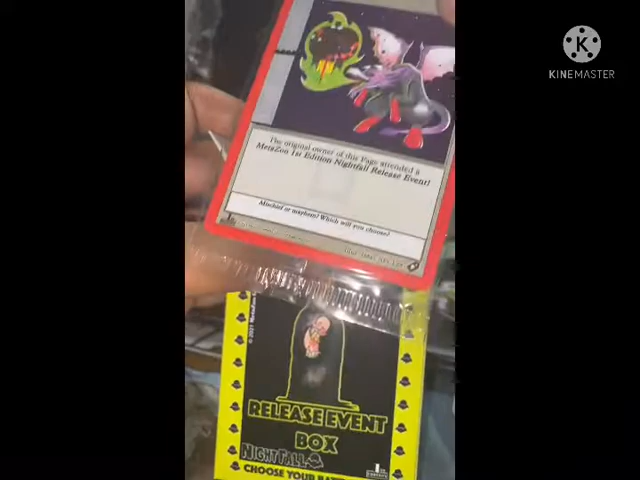 KINEMASTER
The original owner of this Page attended a
MetaZoo 1st Edition Nightfall Release Event!
Mischief or mayhem? Which will you choose?
RELEASE EVENT
BOX
NIGHTFALL
CHOOSE YOUR